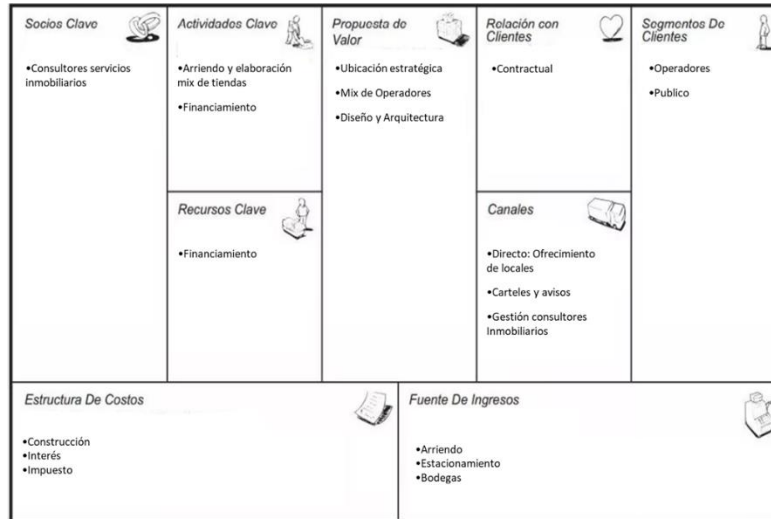 Socios Clave
•Consultores servicios
inmobiliarios
Actividades Clave
•Arriendo y elaboración
mix de tiendas
•Financiamiento
Recursos Clave
•Financiamiento
Propuesta de
Valor
•Ubicación estratégica
•Mix de Operadores
•Diseño y Arquitectura
Relación con
Clientes
•Contractual
Canales
•Directo: Ofrecimiento
de locales
•Carteles y avisos
•Gestión consultores
Inmobiliarios
Segmentos De
Clientes
•Operadores
•Publico
Estructura De Costos
•Construcción
•Interés
•Impuesto
Fuente De Ingresos
•Arriendo
•Estacionamiento
•Bodegas